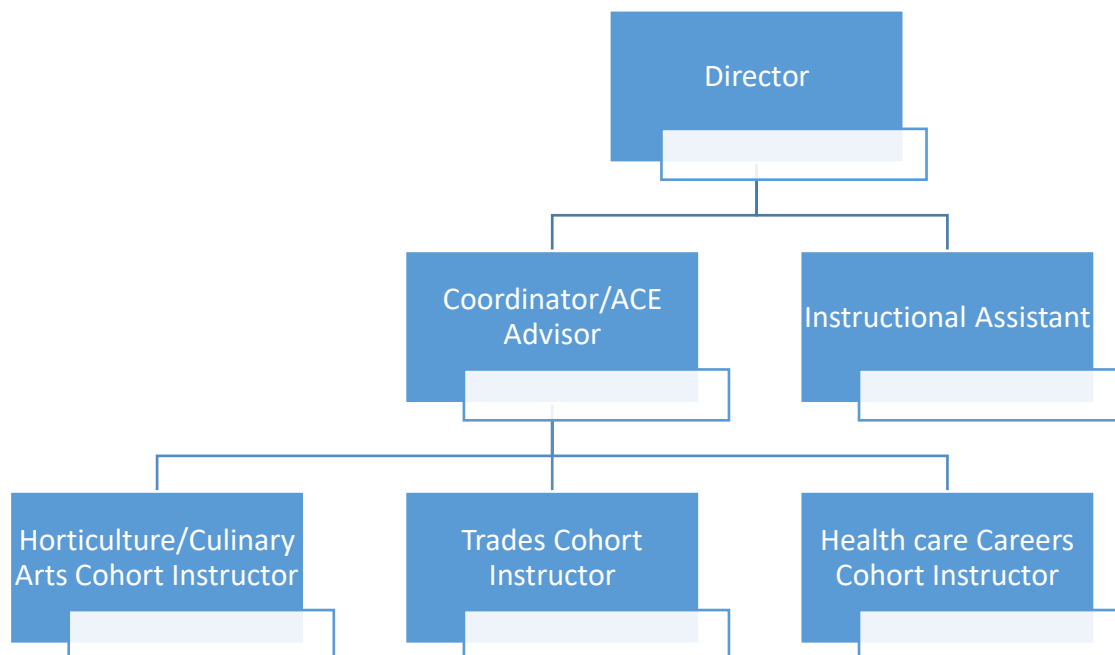 Director
Coordinator/ACE
Advisor
Instructional Assistant
Horticulture/Culinary
Arts Cohort Instructor
Trades Cohort
Instructor
Health care Careers
Cohort Instructor